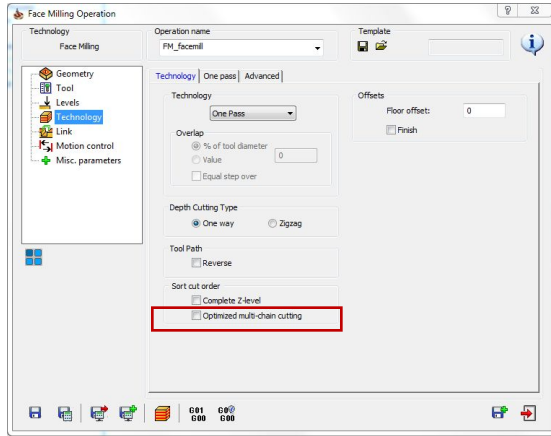 Face Milling Operation
Technology
Face Milling
Operation name
FM_facemill
Template
Geometry
Tool
Levels
Technology
Link
Motion control
Misc. parameters
Technology One pass Advanced
Technology
One Pass
Overlap
% of tool diameter
Value
0
Equal step over
Depth Cutting Type
One way Zigzag
Tool Path
Reverse
Sort cut order
Complete Z-level
Optimized multi-chain cutting
Offsets
Floor offset: 0
Finish
G01
G00
G0
G00